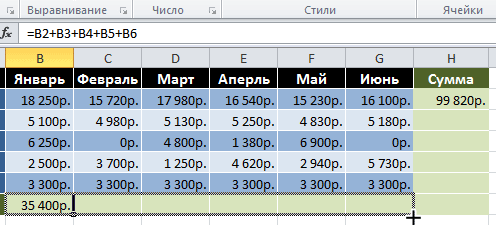 Выравнивание Число Стили Ячейки
fx =B2+B3+B4+B5+B6
B C D E F G H
Январь Февраль Март Аперль Май Июнь Сумма
18 250р. 15 720р. 17 980р. 16 540р. 15 230р. 16 100р. 99 820р.
5 100р. 4 980р. 5 130р. 5 250р. 4 830р. 5 180р.
6 250р. 0р. 4 800р. 1 380р. 6 900р. 0р.
2 500р. 3 700р. 1 250р. 4 620р. 2 940р. 5 730р.
3 300р. 3 300р. 3 300р. 3 300р. 3 300р. 3 300р.
35 400р.